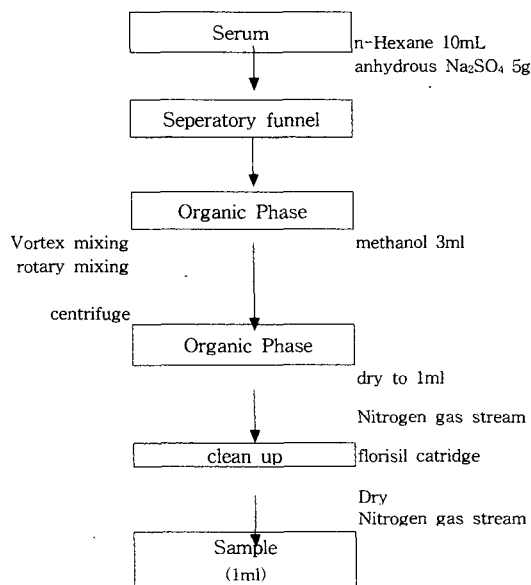 Serum
n-Hexane 10mL
anhydrous Na₂SO₄ 5g
Seperatory funnel
Organic Phase
Vortex mixing
rotary mixing
methanol 3ml
centrifuge
Organic Phase
dry to 1ml
Nitrogen gas stream
clean up
florisil catridge
Dry
Nitrogen gas stream
Sample
(1ml)